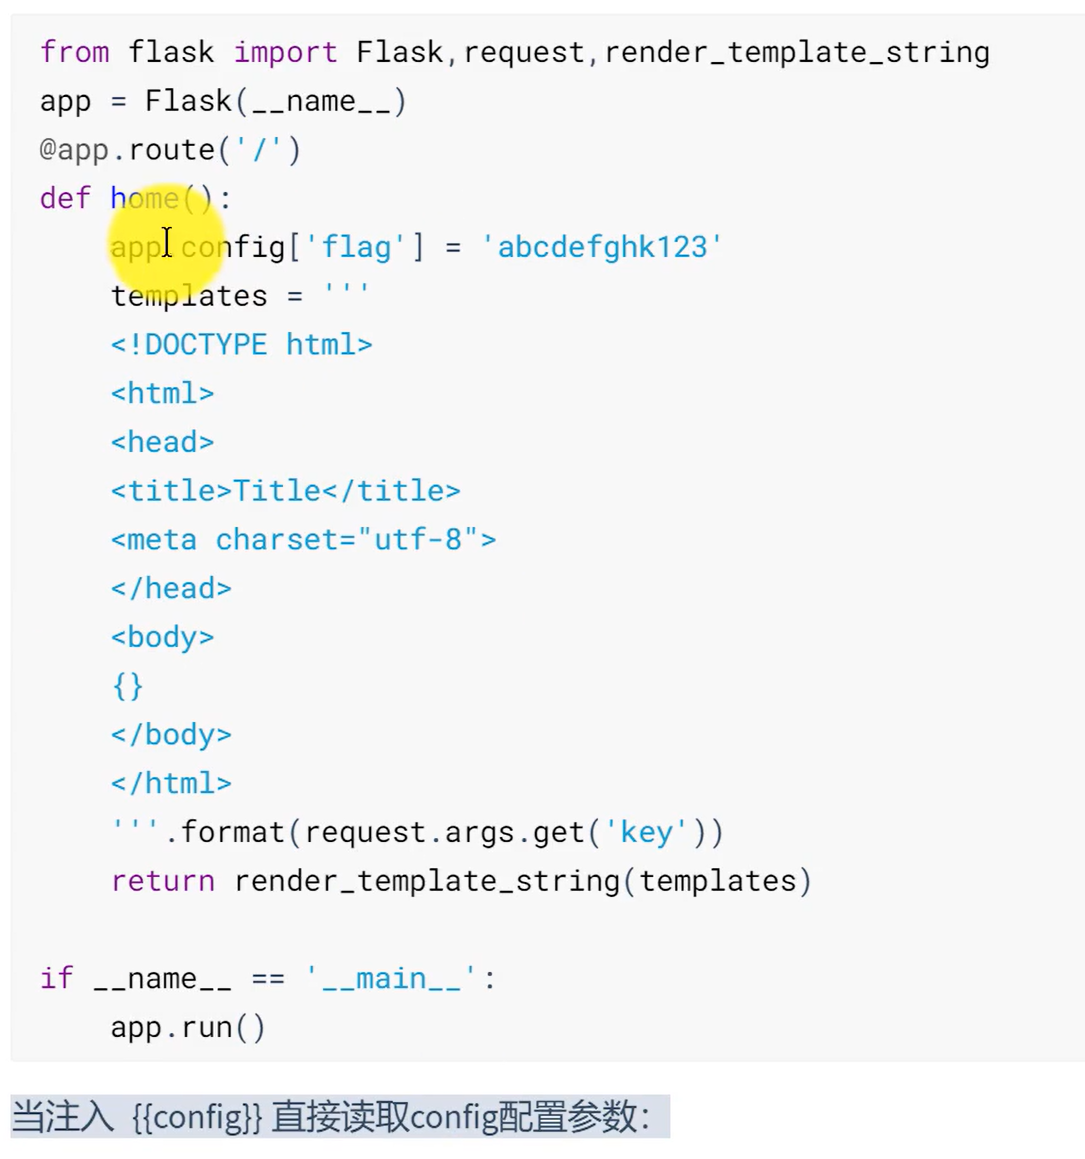 from flask import Flask,request,render_template_string
app = Flask(__name__)
@app.route('/')
def home():
    app.config['flag'] = 'abcdefghk123'
    templates = '''
    <!DOCTYPE html>
    <html>
    <head>
    <title>Title</title>
    <meta charset="utf-8">
    </head>
    <body>
    {}
    </body>
    </html>
    '''.format(request.args.get('key'))
    return render_template_string(templates)
if __name__ == '__main__':
    app.run()
当注入 {{config}} 直接读取config配置参数：